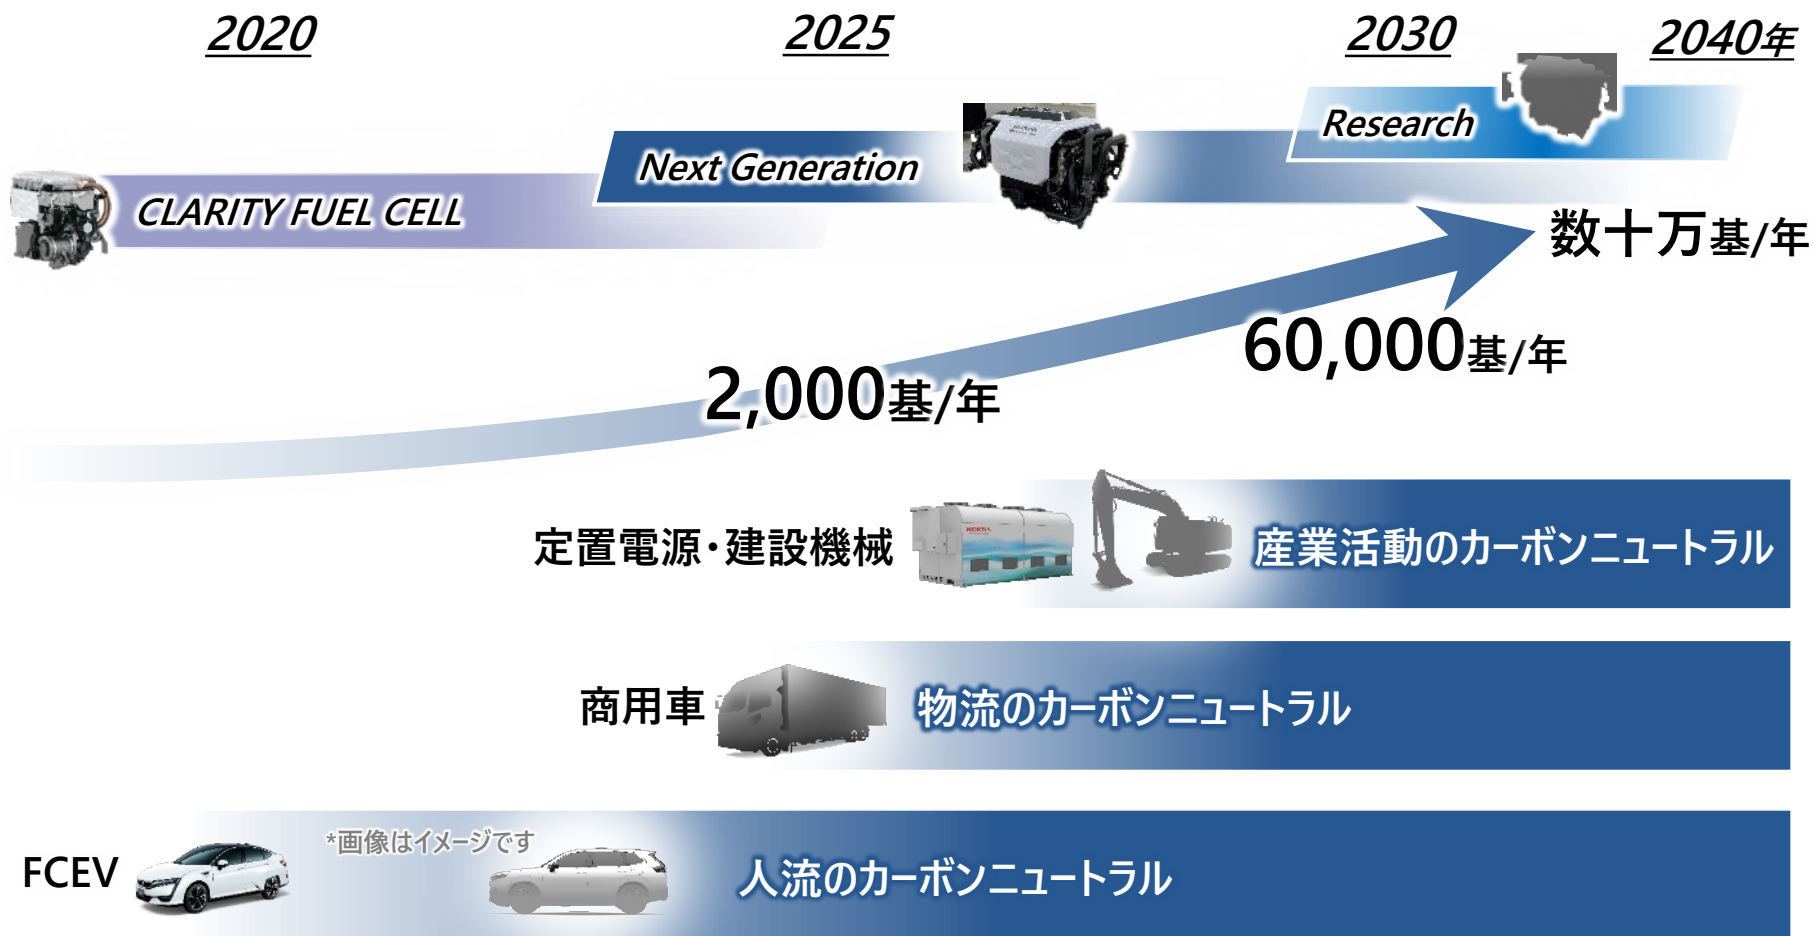 2020
2025
2030
2040年
Research
Next Generation
CLARITY FUEL CELL
数十万基/年
60,000基/年
2,000基/年
定置電源・建設機械
HONDA
産業活動のカーボンニュートラル
商用車
物流のカーボンニュートラル
*画像はイメージです
FCEV
人流のカーボンニュートラル